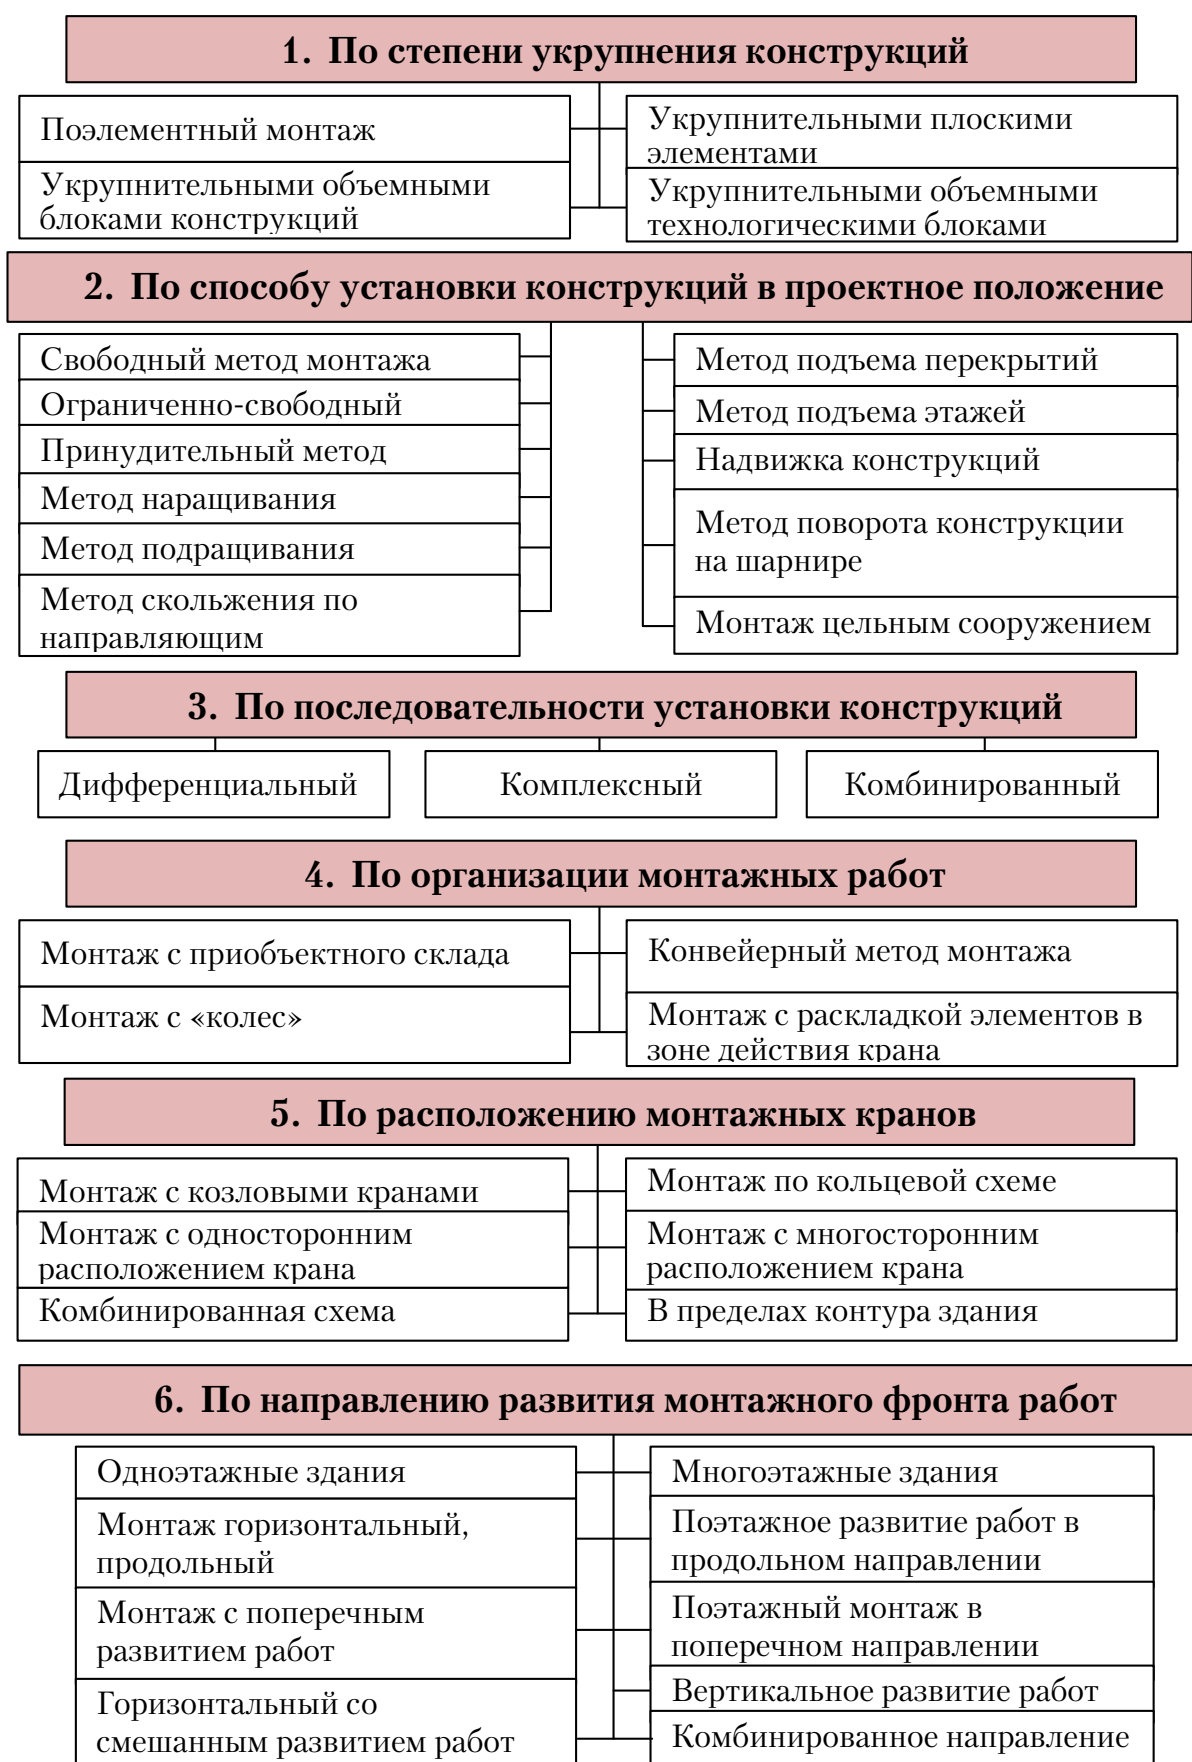 1. По степени укрупнения конструкций
Поэлементный монтаж
Укрупнительными объемными
блоками конструкций
Укрупнительными плоскими
элементами
Укрупнительными объемными
технологическими блоками
2. По способу установки конструкций в проектное положение
Свободный метод монтажа
Ограниченно-свободный
Принудительный метод
Метод наращивания
Метод подращивания
Метод скольжения по
направляющим
Метод подъема перекрытий
Метод подъема этажей
Надвижка конструкций
Метод поворота конструкции
на шарнире
Монтаж цельным сооружением
3. По последовательности установки конструкций
Дифференциальный
Комплексный
Комбинированный
4. По организации монтажных работ
Монтаж с приобъектного склада
Монтаж с «колес»
Конвейерный метод монтажа
Монтаж с раскладкой элементов в
зоне действия крана
5. По расположению монтажных кранов
Монтаж с козловыми кранами
Монтаж с односторонним
расположением крана
Комбинированная схема
Монтаж по кольцевой схеме
Монтаж с многосторонним
расположением крана
В пределах контура здания
6. По направлению развития монтажного фронта работ
Одноэтажные здания
Монтаж горизонтальный,
продольный
Монтаж с поперечным
развитием работ
Горизонтальный со
смешанным развитием работ
Многоэтажные здания
Поэтажное развитие работ в
продольном направлении
Поэтажный монтаж в
поперечном направлении
Вертикальное развитие работ
Комбинированное направление